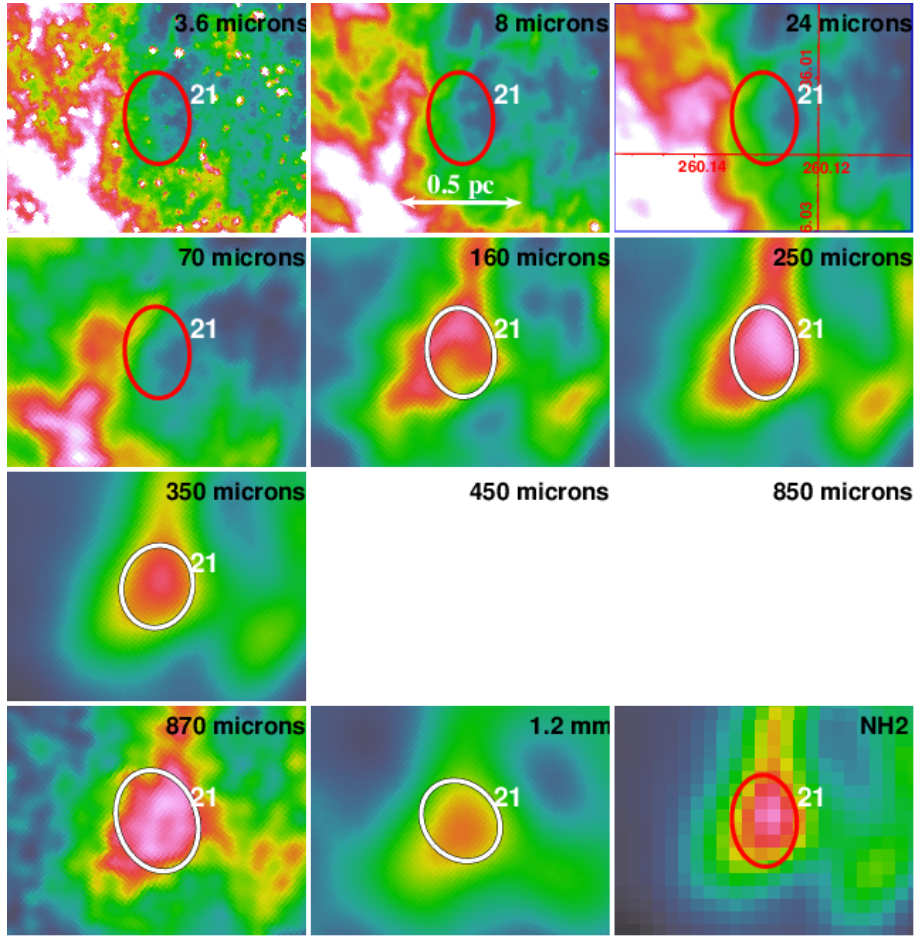 3.6 microns
21
8 microns
21
0.5 pc
24 microns
21
260.14
260.12
70 microns
21
160 microns
21
250 microns
21
350 microns
21
450 microns
850 microns
870 microns
21
1.2 mm
21
NH2
21